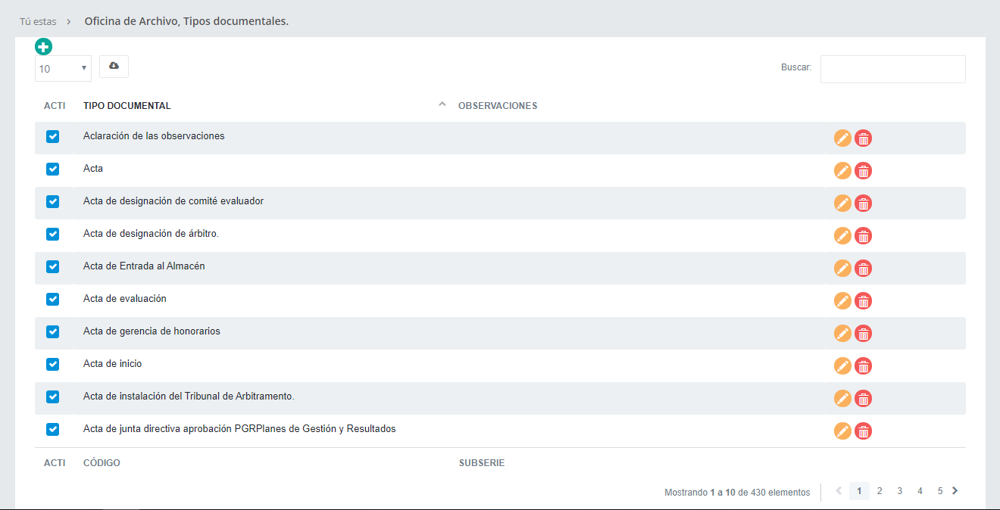 Tú estas > Oficina de Archivo, Tipos documentales.
10
Buscar:
ACTI TIPO DOCUMENTAL OBSERVACIONES
Aclaración de las observaciones
Acta
Acta de designación de comité evaluador
Acta de designación de árbitro.
Acta de Entrada al Almacén
Acta de evaluación
Acta de gerencia de honorarios
Acta de inicio
Acta de instalación del Tribunal de Arbitramento.
Acta de junta directiva aprobación PGRPlanes de Gestión y Resultados
ACTI CÓDIGO SUBSERIE
Mostrando 1 a 10 de 430 elementos < 1 2 3 4 5 >